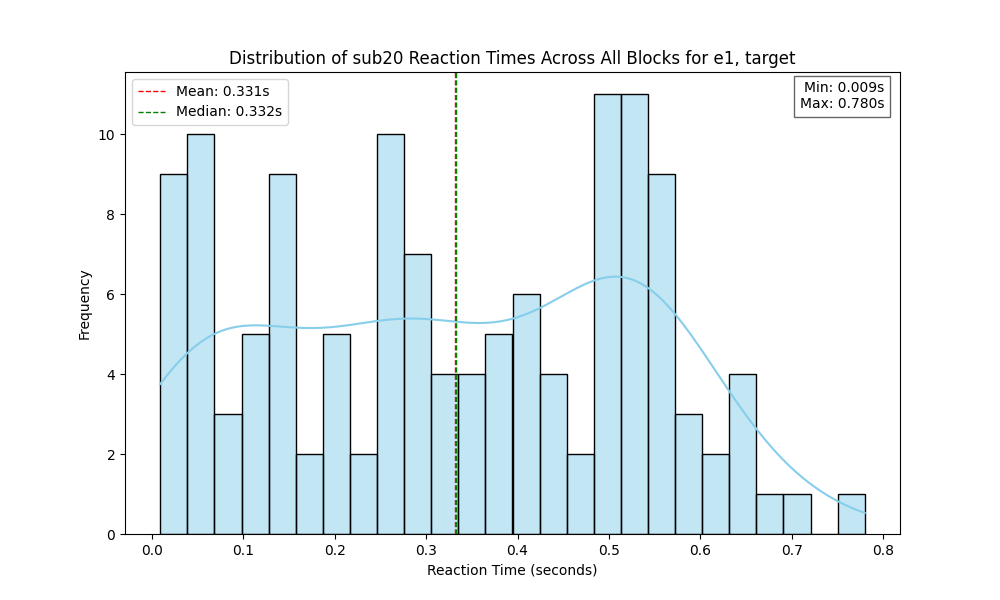 Distribution of sub20 Reaction Times Across All Blocks for e1, target
Mean: 0.331s
Median: 0.332s
Min: 0.009s
Max: 0.780s
Frequency
10
8
6
4
2
0
0.0 0.1 0.2 0.3 0.4 0.5 0.6 0.7 0.8
Reaction Time (seconds)